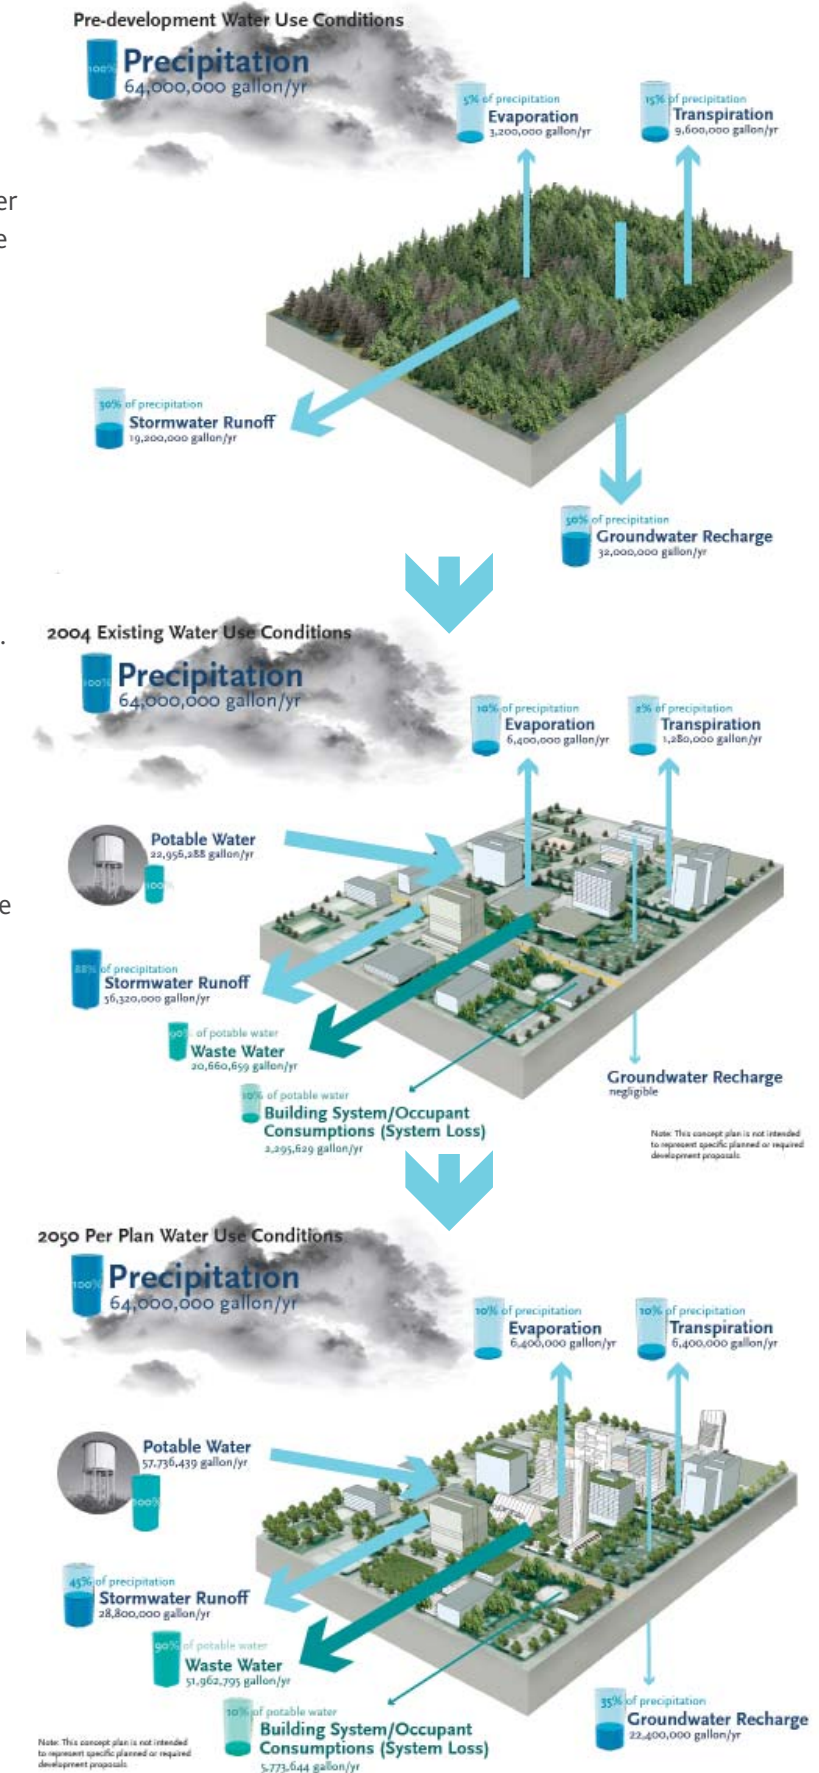 Pre-development Water Use Conditions
100%
Precipitation
64,000,000 gallon/yr
5% of precipitation
Evaporation
3,200,000 gallon/yr
15% of precipitation
Transpiration
9,600,000 gallon/yr
er
e
30% of precipitation
Stormwater Runoff
19,200,000 gallon/yr
50% of precipitation
Groundwater Recharge
32,000,000 gallon/yr
.
2004 Existing Water Use Conditions
100%
Precipitation
64,000,000 gallon/yr
10% of precipitation
Evaporation
6,400,000 gallon/yr
2% of precipitation
Transpiration
1,280,000 gallon/yr
Potable Water
22,956,288 gallon/yr
100%
e
88% of precipitation
Stormwater Runoff
56,320,000 gallon/yr
90% of potable water
Waste Water
20,660,659 gallon/yr
10% of potable water
Building System/Occupant
Consumptions (System Loss)
2,295,629 gallon/yr
Groundwater Recharge
negligible
Note: This concept plan is not intended
to represent specific planned or required
development proposals
2050 Per Plan Water Use Conditions
100%
Precipitation
64,000,000 gallon/yr
10% of precipitation
Evaporation
6,400,000 gallon/yr
10% of precipitation
Transpiration
6,400,000 gallon/yr
Potable Water
57,736,439 gallon/yr
100%
45% of precipitation
Stormwater Runoff
28,800,000 gallon/yr
90% of potable water
Waste Water
51,962,795 gallon/yr
10% of potable water
Building System/Occupant
Consumptions (System Loss)
5,773,644 gallon/yr
35% of precipitation
Groundwater Recharge
22,400,000 gallon/yr
Note: This concept plan is not intended
to represent specific planned or required
development proposals